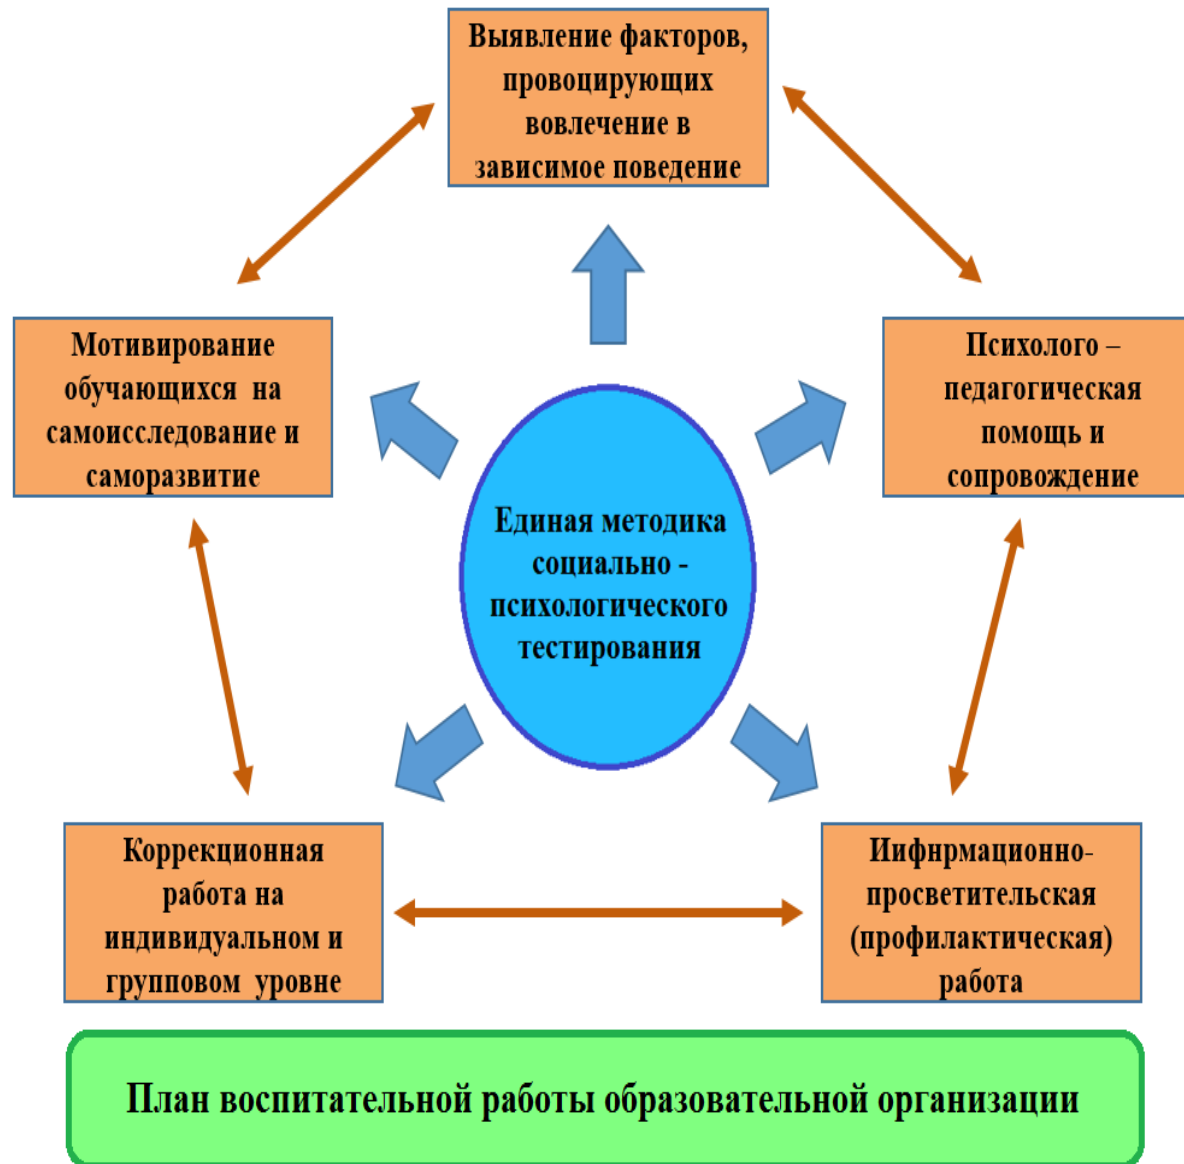 Выявление факторов,
провоцирующих
вовлечение в
зависимое поведение
Мотивирование
обучающихся на
самоисследование и
саморазвитие
Психолого –
педагогическая
помощь и
сопровождение
Единая методика
социально -
психологического
тестирования
Коррекционная
работа на
индивидуальном и
групповом уровне
Иифнрмационно-
просветительская
(профилактическая)
работа
План воспитательной работы образовательной организации